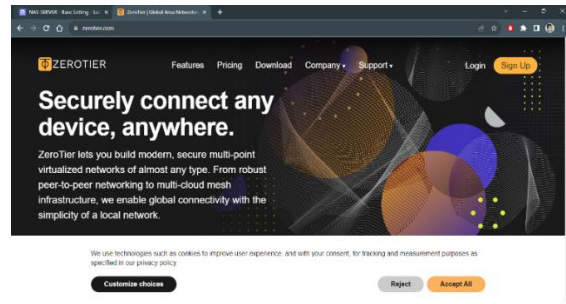 NAS SERVER - Base Setting - Lo
ZeroTier | Global Area Networkin
zerotier.com
ZEROTIER
Features Pricing Download Company Support Login Sign Up
Securely connect any
device, anywhere.
ZeroTier lets you build modern, secure multi-point
virtualized networks of almost any type. From robust
peer-to-peer networking to multi-cloud mesh
infrastructure, we enable global connectivity with the
simplicity of a local network.
We use technologies such as cookies to improve user experience, and with your consent, for tracking and measurement purposes as
specified in our privacy policy.
Customize choices Reject Accept All